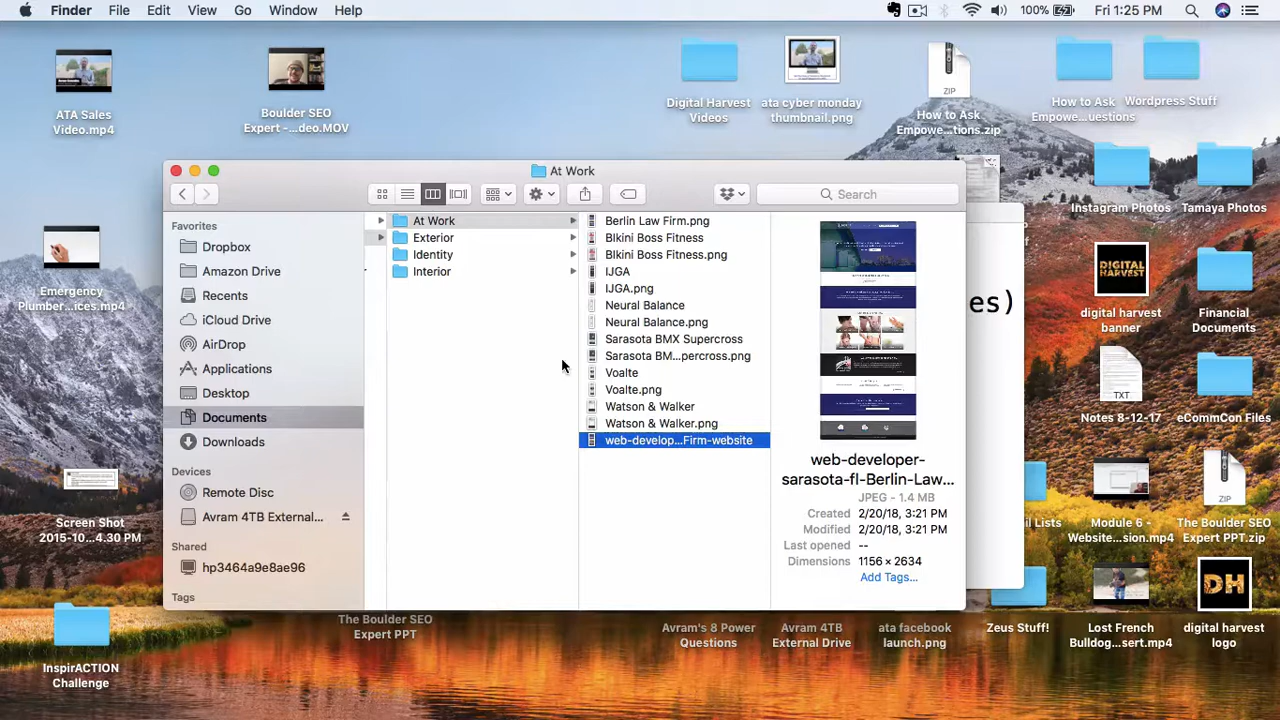 Finder File Edit View Go Window Help
100% Fri 1:25 PM
ATA Sales
Video.mp4
Boulder SEO
Expert -...deo.MOV
Digital Harvest
Videos
ata cyber monday
thumbnail.png
ZIP
How to Ask
Empowe...tions.zip
How to Ask
Empowe...uestions
Wordpress Stuff
Instagram Photos
Tamaya Photos
Emergency
Plumber...ices.mp4
DIGITAL
HARVEST
digital harvest
banner
Financial
Documents
TXT
Notes 8-12-17
eCommCon Files
Screen Shot
2015-10...4.30 PM
il Lists
Module 6 -
Website...sion.mp4
ZIP
The Boulder SEO
Expert PPT.zip
InspirACTION
Challenge
The Boulder SEO
Expert PPT
Avram's 8 Power
Questions
Avram 4TB
External Drive
ata facebook
launch.png
Zeus Stuff!
Lost French
Bulldog...sert.mp4
DH
digital harvest
logo
es)
At Work
Search
Favorites
Dropbox
Amazon Drive
Recents
iCloud Drive
AirDrop
Applications
Desktop
Documents
Downloads
Devices
Remote Disc
Avram 4TB External...
Shared
hp3464a9e8ae96
Tags
At Work
Exterior
Identity
Interior
Berlin Law Firm.png
BIkini Boss Fitness
BIkini Boss Fitness.png
IJGA
IJGA.png
Neural Balance
Neural Balance.png
Sarasota BMX Supercross
Sarasota BM...percross.png
Voalte
Voalte.png
Watson & Walker
Watson & Walker.png
web-develop...Firm-website
web-developer-
sarasota-fl-Berlin-Law...
JPEG - 1.4 MB
Created 2/20/18, 3:21 PM
Modified 2/20/18, 3:21 PM
Last opened --
Dimensions 1156 × 2634
Add Tags...